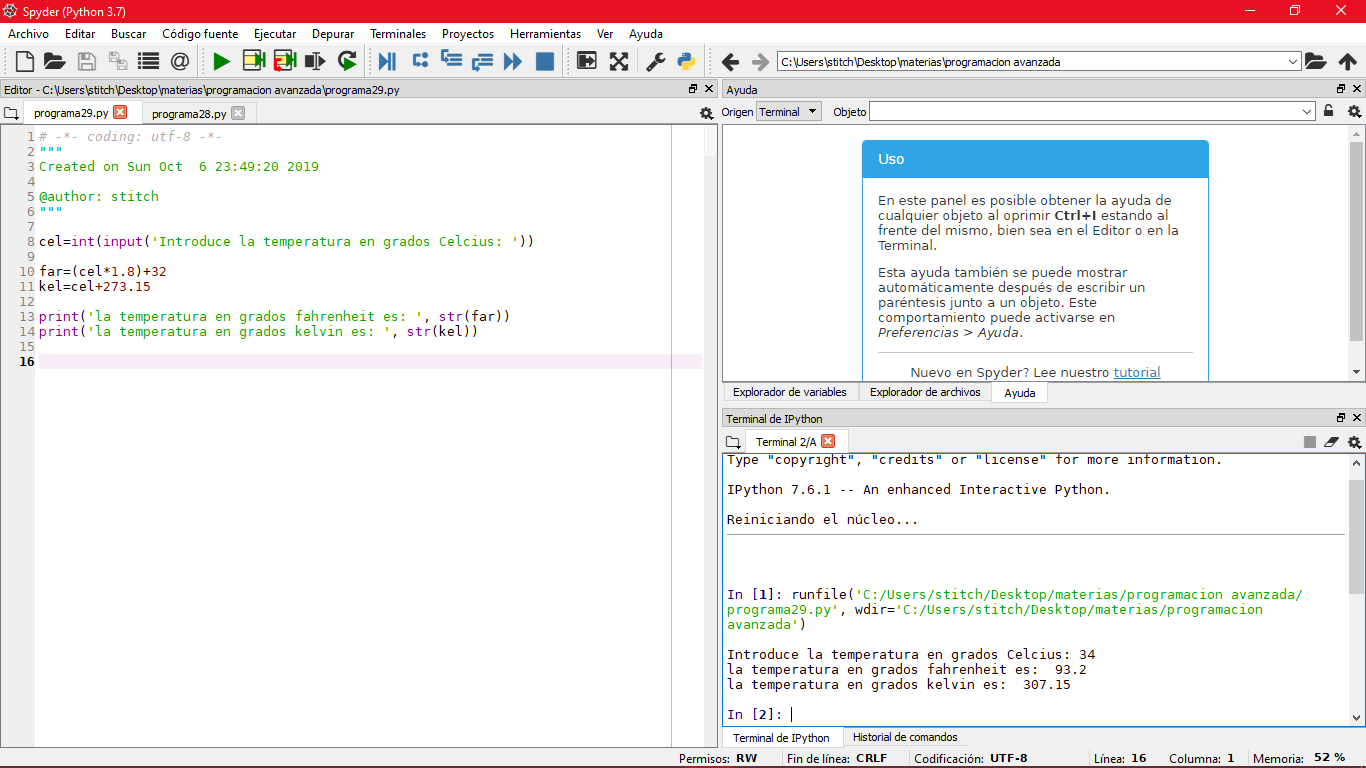 Spyder (Python 3.7)
Archivo Editar Buscar Código fuente Ejecutar Depurar Terminales Proyectos Herramientas Ver Ayuda
C:\Users\stitch\Desktop\materias\programacion avanzada
Editor - C:\Users\stitch\Desktop\materias\programacion avanzada\programa29.py
programa29.py programa28.py
1 # -*- coding: utf-8 -*-
2 """
3 Created on Sun Oct  6 23:49:20 2019
4
5 @author: stitch
6 """
7
8 cel=int(input('Introduce la temperatura en grados Celcius: '))
9
10 far=(cel*1.8)+32
11 kel=cel+273.15
12
13 print('la temperatura en grados fahrenheit es: ', str(far))
14 print('la temperatura en grados kelvin es: ', str(kel))
15
16
Ayuda
Origen Terminal Objeto
Uso
En este panel es posible obtener la ayuda de
cualquier objeto al oprimir Ctrl+I estando al
frente del mismo, bien sea en el Editor o en la
Terminal.
Esta ayuda también se puede mostrar
automáticamente después de escribir un
paréntesis junto a un objeto. Este
comportamiento puede activarse en
Preferencias > Ayuda.
Nuevo en Spyder? Lee nuestro tutorial
Explorador de variables Explorador de archivos Ayuda
Terminal de IPython
Terminal 2/A
Type "copyright", "credits" or "license" for more information.
IPython 7.6.1 -- An enhanced Interactive Python.
Reiniciando el núcleo...
In [1]: runfile('C:/Users/stitch/Desktop/materias/programacion avanzada/
programa29.py', wdir='C:/Users/stitch/Desktop/materias/programacion
avanzada')
Introduce la temperatura en grados Celcius: 34
la temperatura en grados fahrenheit es:  93.2
la temperatura en grados kelvin es:  307.15
In [2]:
Terminal de IPython Historial de comandos
Permisos: RW Fin de línea: CRLF Codificación: UTF-8 Línea: 16 Columna: 1 Memoria: 52 %